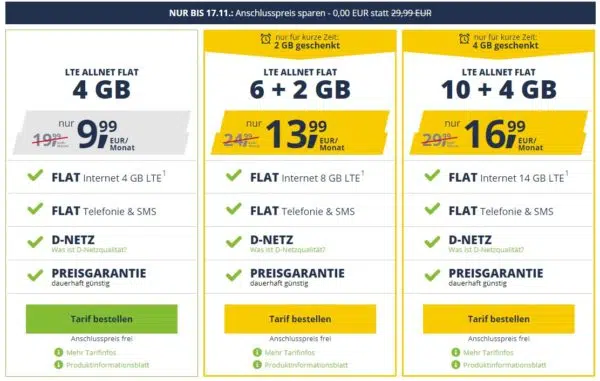 NUR BIS 17.11.: Anschlusspreis sparen - 0,00 EUR statt 29,99 EUR
LTE ALLNET FLAT
4 GB
19,99
nur 9,99 EUR/Monat
FLAT Internet 4 GB LTE1
FLAT Telefonie & SMS
D-NETZ
Was ist D-Netzqualität?
PREISGARANTIE
dauerhaft günstig
Tarif bestellen
Anschlusspreis frei
Mehr Tarifinfos
Produktinformationsblatt
nur für kurze Zeit:
2 GB geschenkt
LTE ALLNET FLAT
6 + 2 GB
24,99
nur 13,99 EUR/Monat
FLAT Internet 8 GB LTE1
FLAT Telefonie & SMS
D-NETZ
Was ist D-Netzqualität?
PREISGARANTIE
dauerhaft günstig
Tarif bestellen
Anschlusspreis frei
Mehr Tarifinfos
Produktinformationsblatt
nur für kurze Zeit:
4 GB geschenkt
LTE ALLNET FLAT
10 + 4 GB
29,99
nur 16,99 EUR/Monat
FLAT Internet 14 GB LTE1
FLAT Telefonie & SMS
D-NETZ
Was ist D-Netzqualität?
PREISGARANTIE
dauerhaft günstig
Tarif bestellen
Anschlusspreis frei
Mehr Tarifinfos
Produktinformationsblatt